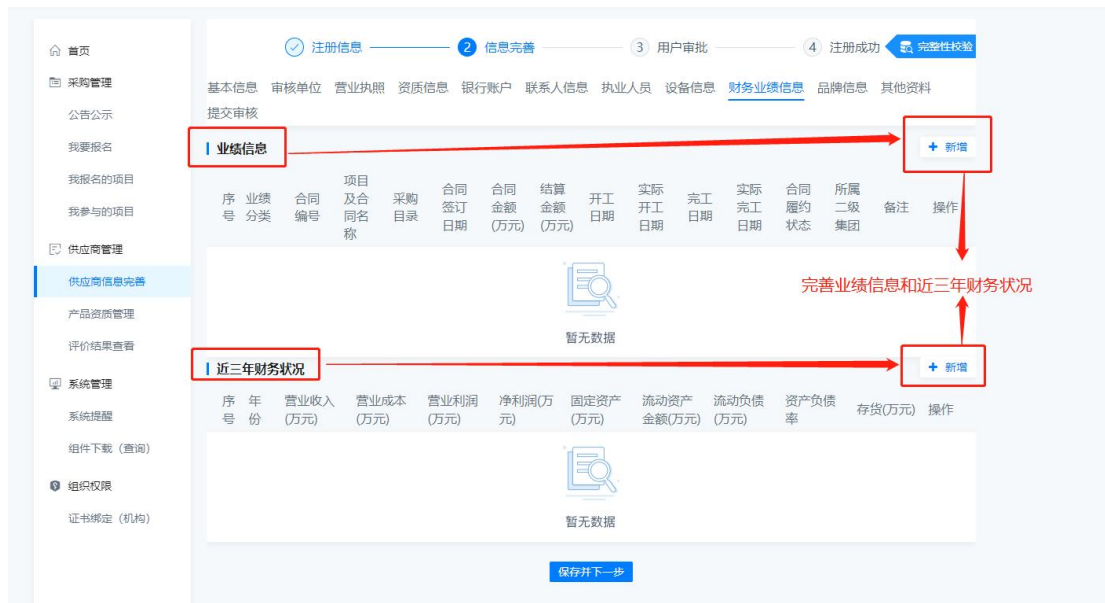 首页
采购管理
公告公示
我要报名
我报名的项目
我参与的项目
供应商管理
供应商信息完善
产品资质管理
评价结果查看
系统管理
系统提醒
组件下载（查询）
组织权限
证书绑定（机构）
注册信息 2 信息完善 3 用户审批 4 注册成功 完整性校验
基本信息 审核单位 营业执照 资质信息 银行账户 联系人信息 执业人员 设备信息 财务业绩信息 品牌信息 其他资料
提交审核
业绩信息 + 新增
序号 业绩分类 合同编号 项目及合同名称 采购目录 合同签订日期 合同金额(万元) 结算金额(万元) 开工日期 实际开工日期 完工日期 实际完工日期 合同履约状态 所属二级集团 备注 操作
暂无数据
完善业绩信息和近三年财务状况
近三年财务状况 + 新增
序号 年份 营业收入(万元) 营业成本(万元) 营业利润(万元) 净利润(万元) 固定资产(万元) 流动资产金额(万元) 流动负债(万元) 资产负债率 存货(万元) 操作
暂无数据
保存并下一步